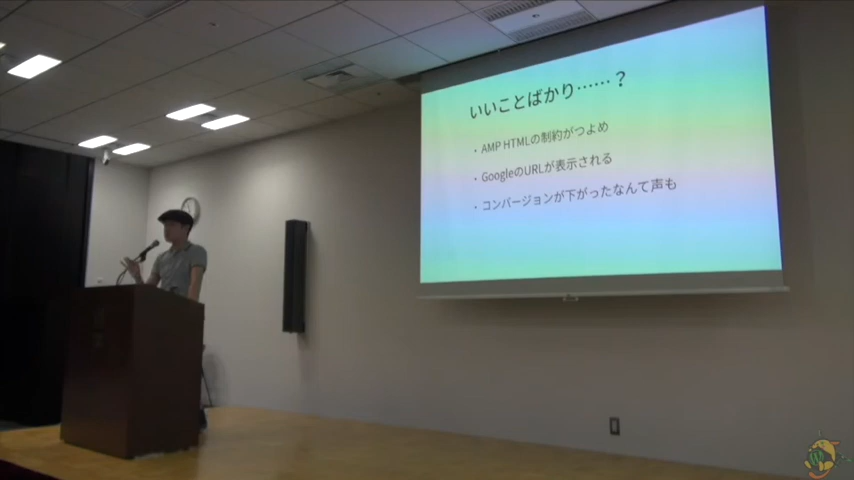 いいことばかり……？
・AMP HTMLの制約がつよめ
・GoogleのURLが表示される
・コンバージョンが下がったなんて声も